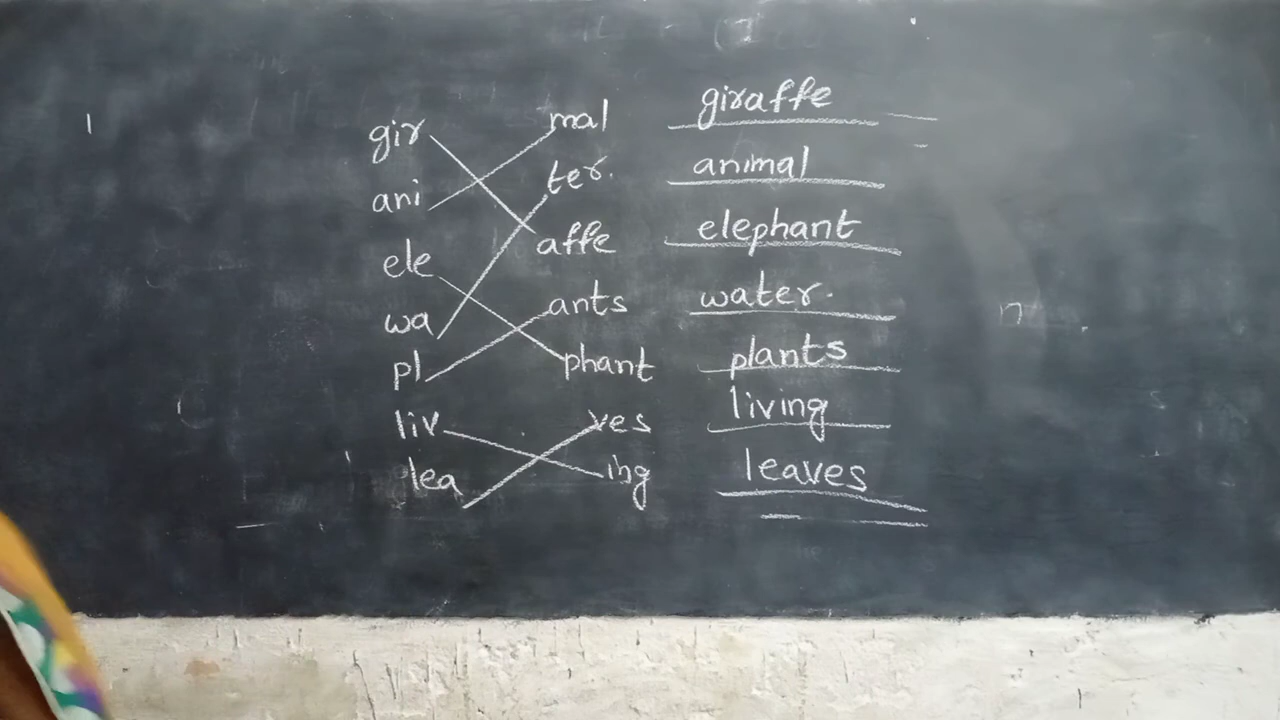 gir mal giraffe
ani ter. animal
ele affe elephant
wa ants water.
pl phant plants
liv ves living
lea ing leaves